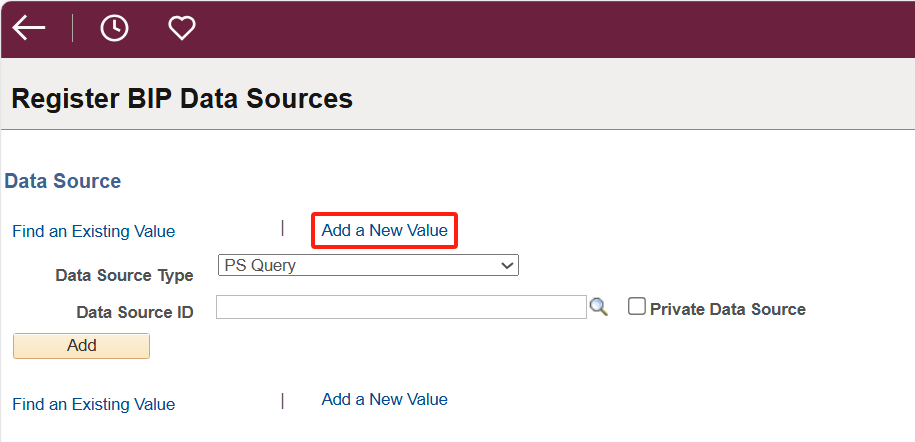 Register BIP Data Sources
Data Source
Find an Existing Value | Add a New Value
Data Source Type PS Query
Data Source ID Private Data Source
Add
Find an Existing Value | Add a New Value